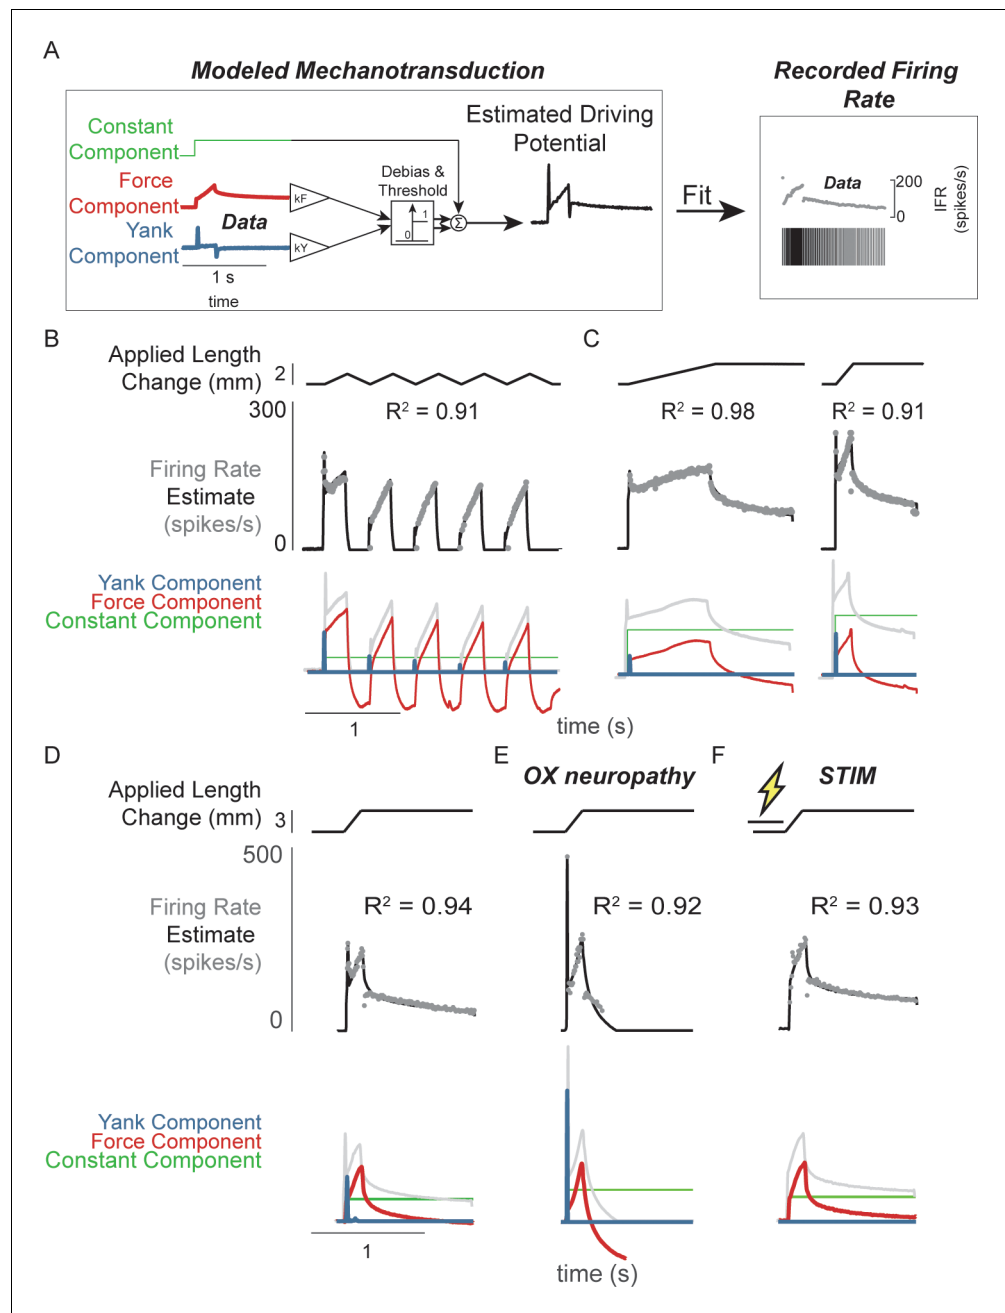 A
Modeled Mechanotransduction
Recorded Firing
Rate
Constant
Component
Force
Component
Yank
Component
Data
kF
kY
1 s
time
Debias &
Threshold
1
0
Σ
Estimated Driving
Potential
Fit
Data
200
0
IFR
(spikes/s)
B
C
Applied Length
Change (mm)
2
R² = 0.91
R² = 0.98
R² = 0.91
300
Firing Rate
Estimate
(spikes/s)
0
Yank Component
Force Component
Constant Component
1
time (s)
D
E
OX neuropathy
F
STIM
Applied Length
Change (mm)
3
500
R² = 0.94
R² = 0.92
R² = 0.93
Firing Rate
Estimate
(spikes/s)
0
Yank Component
Force Component
Constant Component
1
time (s)